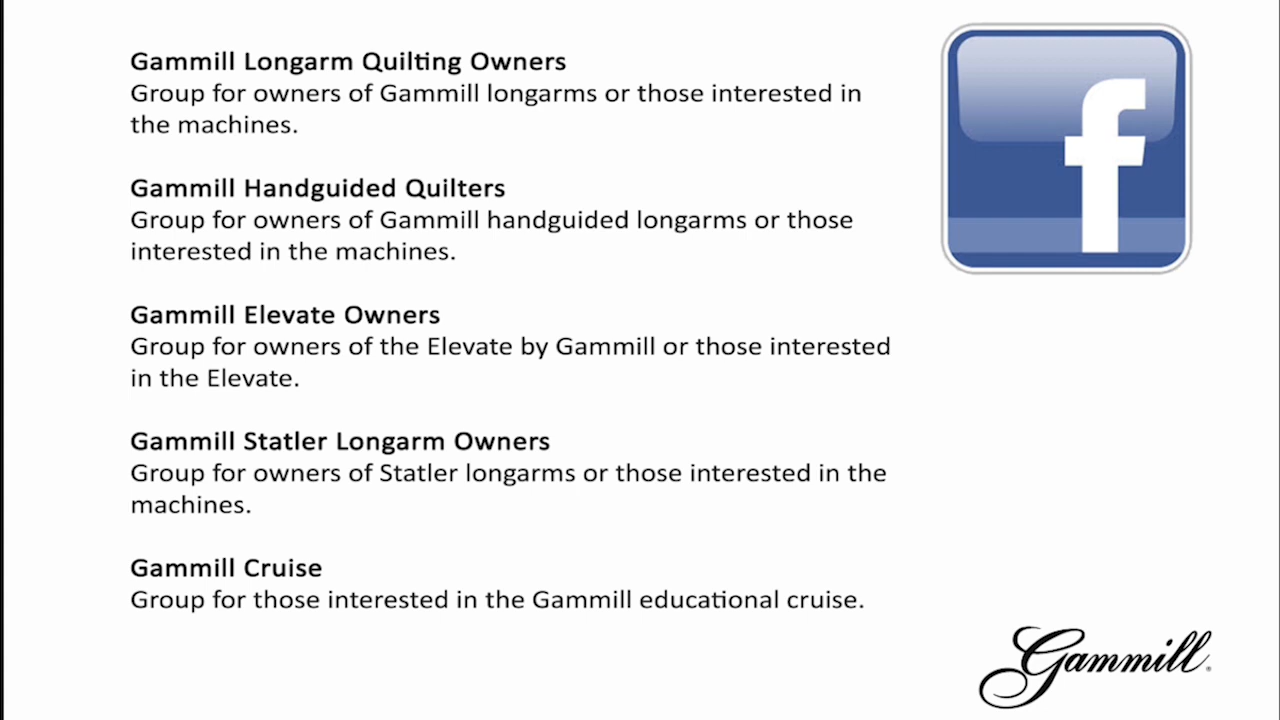 Gammill Longarm Quilting Owners
Group for owners of Gammill longarms or those interested in
the machines.
Gammill Handguided Quilters
Group for owners of Gammill handguided longarms or those
interested in the machines.
Gammill Elevate Owners
Group for owners of the Elevate by Gammill or those interested
in the Elevate.
Gammill Statler Longarm Owners
Group for owners of Statler longarms or those interested in the
machines.
Gammill Cruise
Group for those interested in the Gammill educational cruise.
f
Gammill